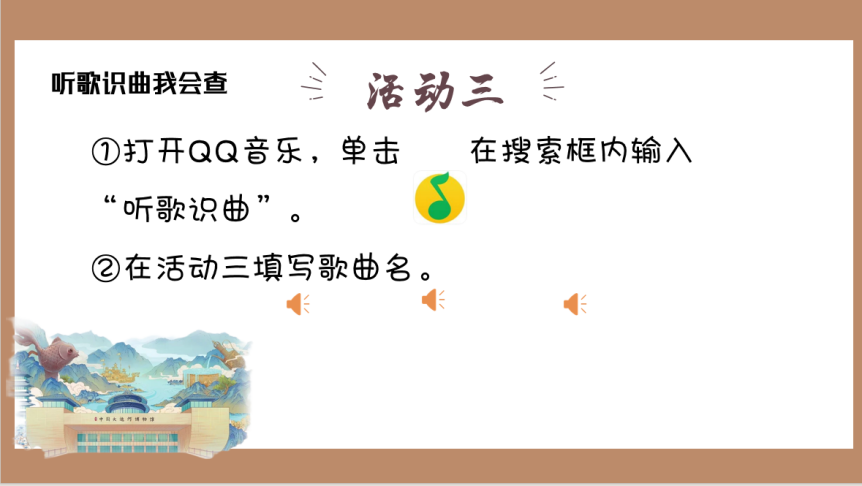 听歌识曲我会查
活动三
①打开QQ音乐，单击 在搜索框内输入
“听歌识曲”。
②在活动三填写歌曲名。